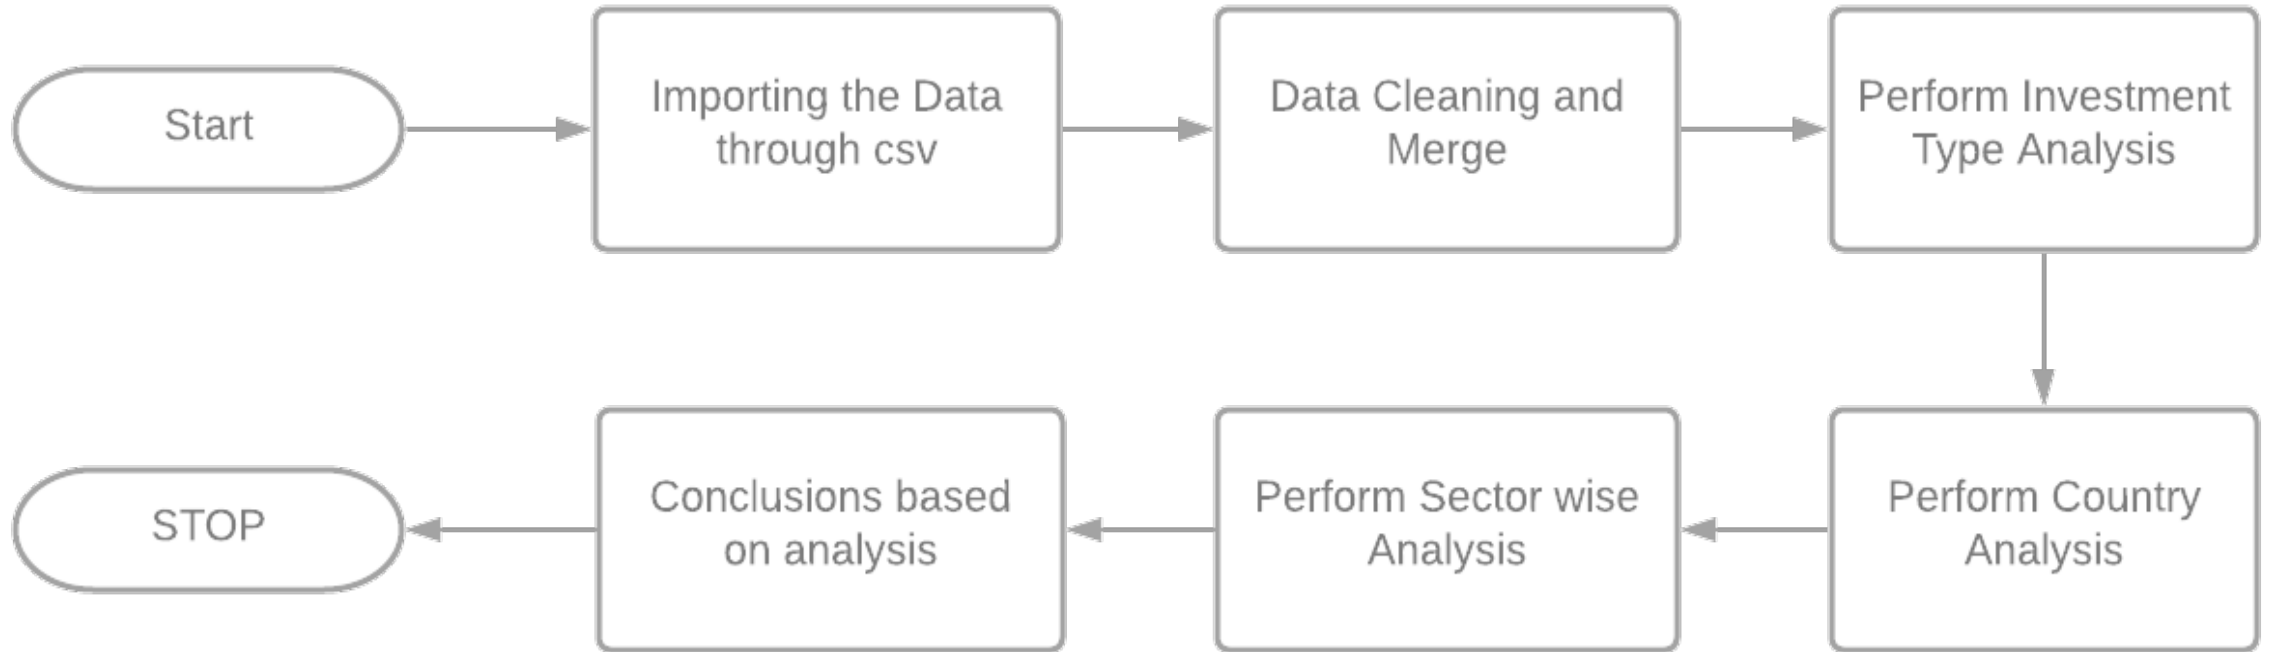 Start
Importing the Data
through csv
Data Cleaning and
Merge
Perform Investment
Type Analysis
Perform Country
Analysis
Perform Sector wise
Analysis
Conclusions based
on analysis
STOP